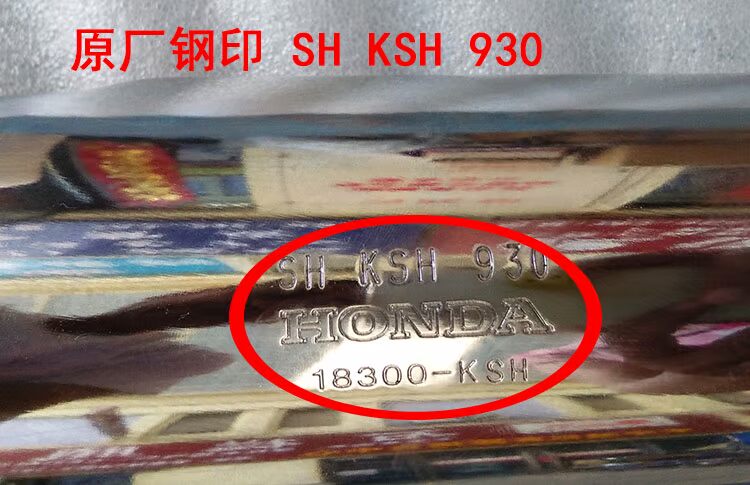 原厂钢印 SH KSH 930
SH KSH 930
HONDA
18300-KSH